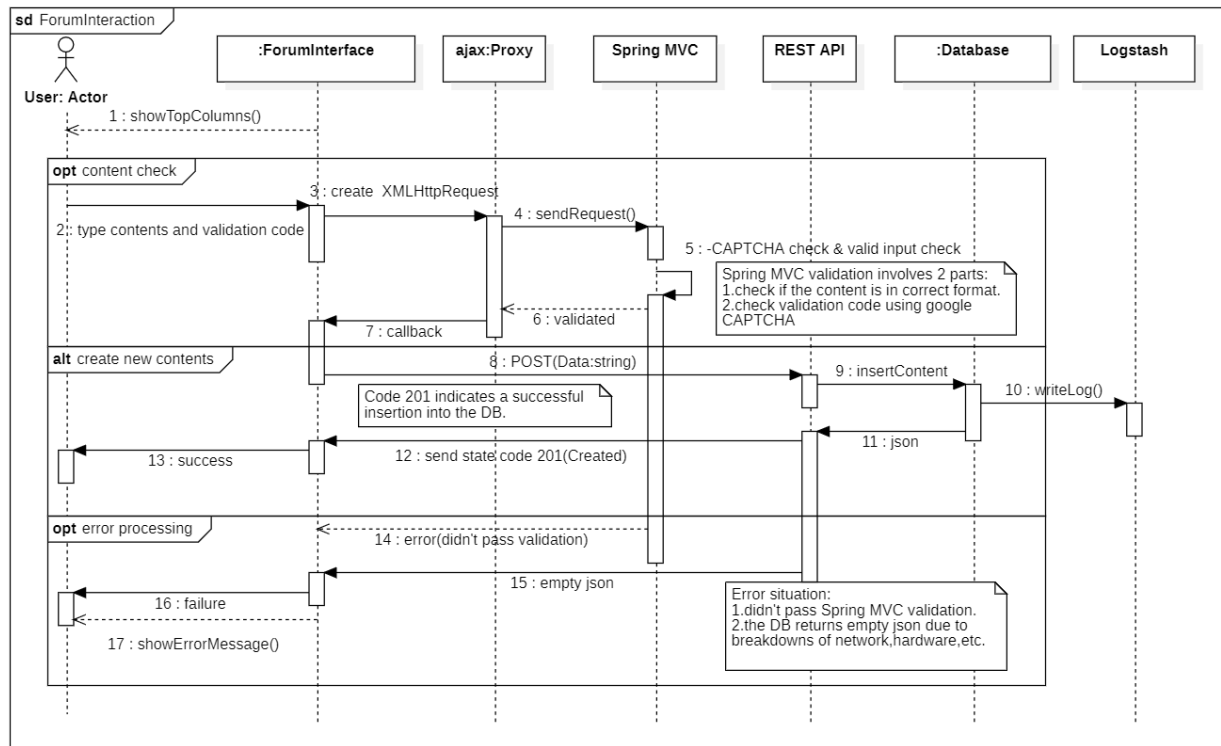 sd ForumInteraction
User: Actor
:ForumInterface
ajax:Proxy
Spring MVC
REST API
:Database
Logstash
1 : showTopColumns()
opt content check
2 : type contents and validation code
3 : create  XMLHttpRequest
4 : sendRequest()
5 : -CAPTCHA check & valid input check
Spring MVC validation involves 2 parts:
1.check if the content is in correct format.
2.check validation code using google
CAPTCHA
6 : validated
7 : callback
alt create new contents
8 : POST(Data:string)
9 : insertContent
10 : writeLog()
Code 201 indicates a successful
insertion into the DB.
11 : json
12 : send state code 201(Created)
13 : success
opt error processing
14 : error(didn't pass validation)
15 : empty json
16 : failure
17 : showErrorMessage()
Error situation:
1.didn't pass Spring MVC validation.
2.the DB returns empty json due to
breakdowns of network,hardware,etc.